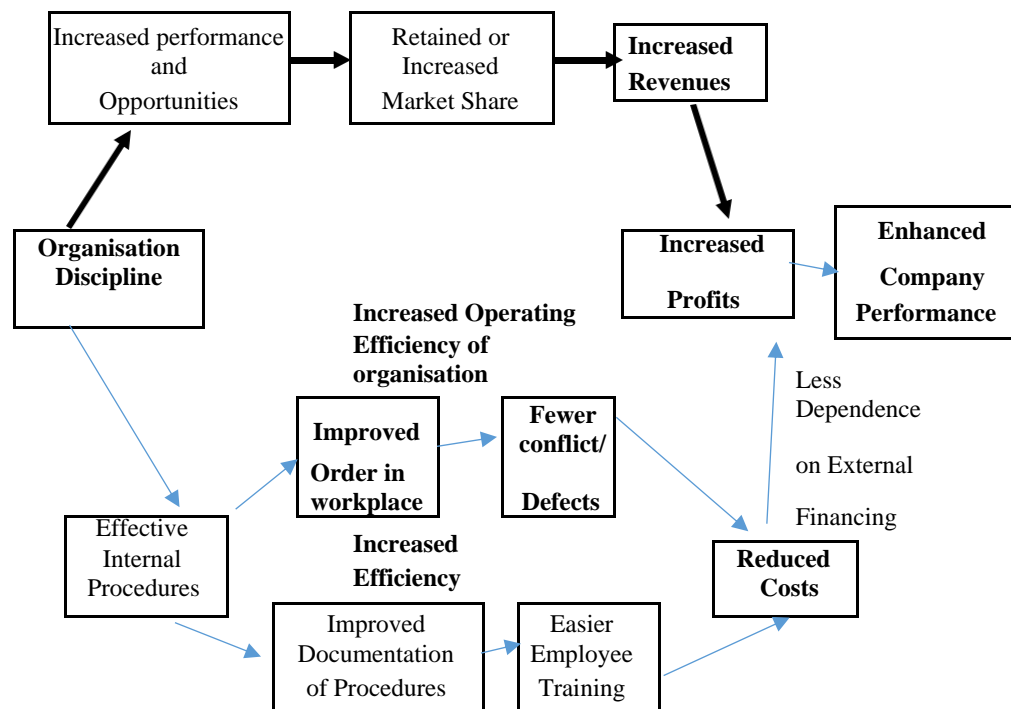 Increased performance
and
Opportunities
Retained or
Increased
Market Share
Increased
Revenues
Organisation
Discipline
Increased
Profits
Enhanced
Company
Performance
Increased Operating
Efficiency of
organisation
Improved
Order in
workplace
Fewer
conflict/
Defects
Less
Dependence
on External
Financing
Effective
Internal
Procedures
Increased
Efficiency
Reduced
Costs
Improved
Documentation
of Procedures
Easier
Employee
Training